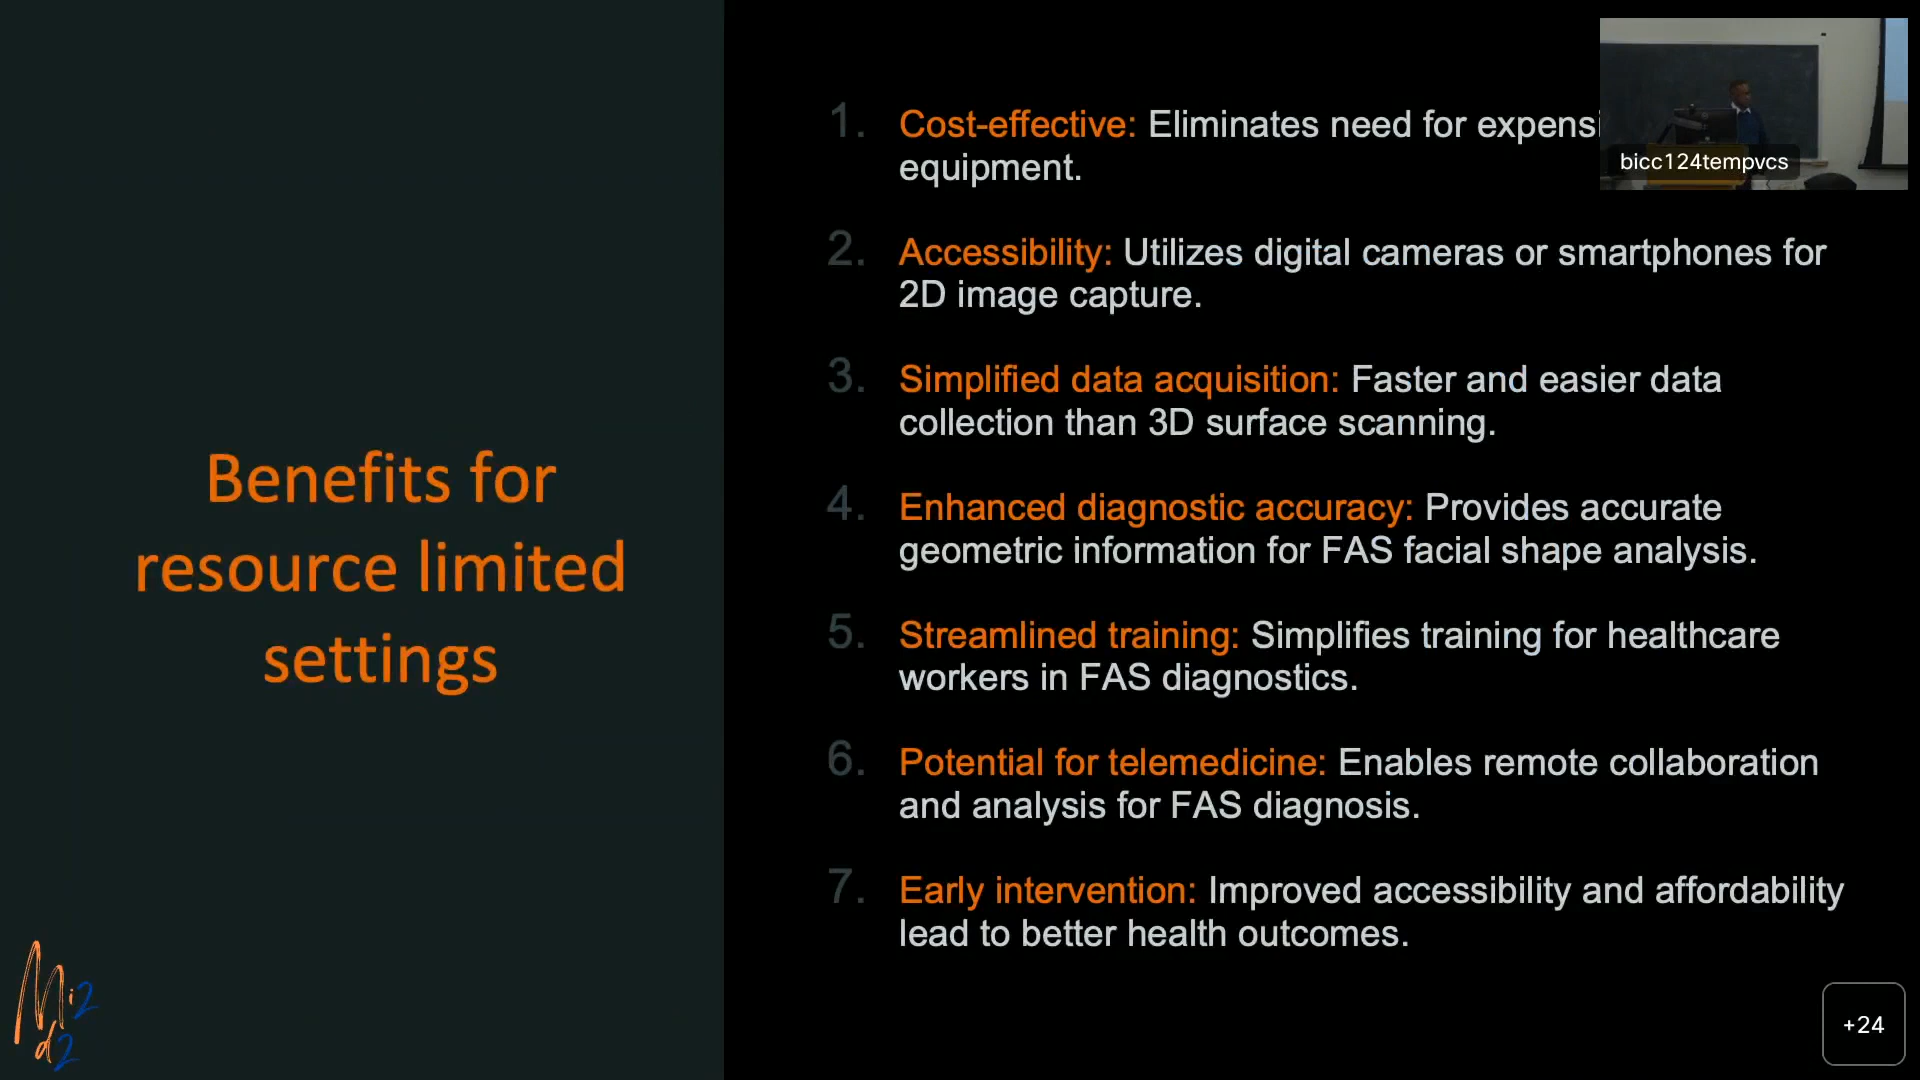 Benefits for
resource limited
settings
1. Cost-effective: Eliminates need for
equipment.
2. Accessibility: Utilizes digital cameras or smartphones for
2D image capture.
3. Simplified data acquisition: Faster and easier data
collection than 3D surface scanning.
4. Enhanced diagnostic accuracy: Provides accurate
geometric information for FAS facial shape analysis.
5. Streamlined training: Simplifies training for healthcare
workers in FAS diagnostics.
6. Potential for telemedicine: Enables remote collaboration
and analysis for FAS diagnosis.
7. Early intervention: Improved accessibility and affordability
lead to better health outcomes.
bicc124tempvcs
Mi2
d2
+24